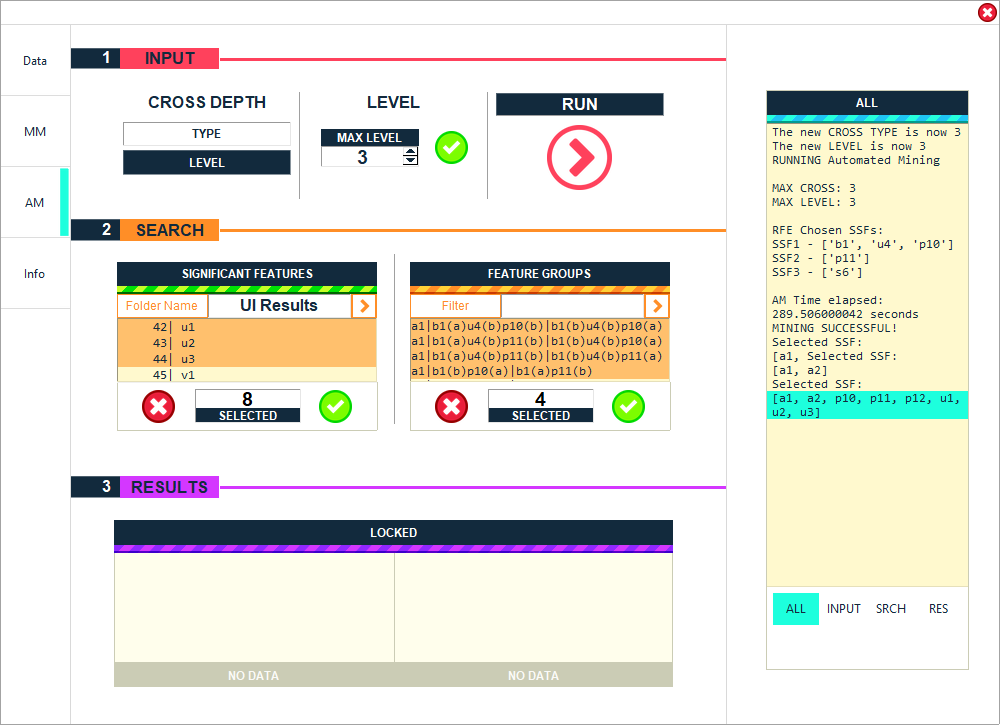 Data
MM
AM
Info
1 INPUT
CROSS DEPTH
TYPE
LEVEL
LEVEL
MAX LEVEL
3
RUN
2 SEARCH
SIGNIFICANT FEATURES
Folder Name UI Results
42| u1
43| u2
44| u3
45| v1
8
SELECTED
FEATURE GROUPS
Filter
a1|b1(a)u4(b)p10(b)|b1(b)u4(b)p10(a)
a1|b1(a)u4(b)p11(b)|b1(b)u4(b)p10(a)
a1|b1(a)u4(b)p10(b)|b1(b)u4(b)p11(a)
a1|b1(b)p10(a)|b1(a)p11(b)
4
SELECTED
3 RESULTS
LOCKED
NO DATA NO DATA
ALL
The new CROSS TYPE is now 3
The new LEVEL is now 3
RUNNING Automated Mining
MAX CROSS: 3
MAX LEVEL: 3
RFE Chosen SSFs:
SSF1 - ['b1', 'u4', 'p10']
SSF2 - ['p11']
SSF3 - ['s6']
AM Time elapsed:
289.506000042 seconds
MINING SUCCESSFUL!
Selected SSF:
[a1, Selected SSF:
[a1, a2]
Selected SSF:
[a1, a2, p10, p11, p12, u1,
u2, u3]
ALL INPUT SRCH RES